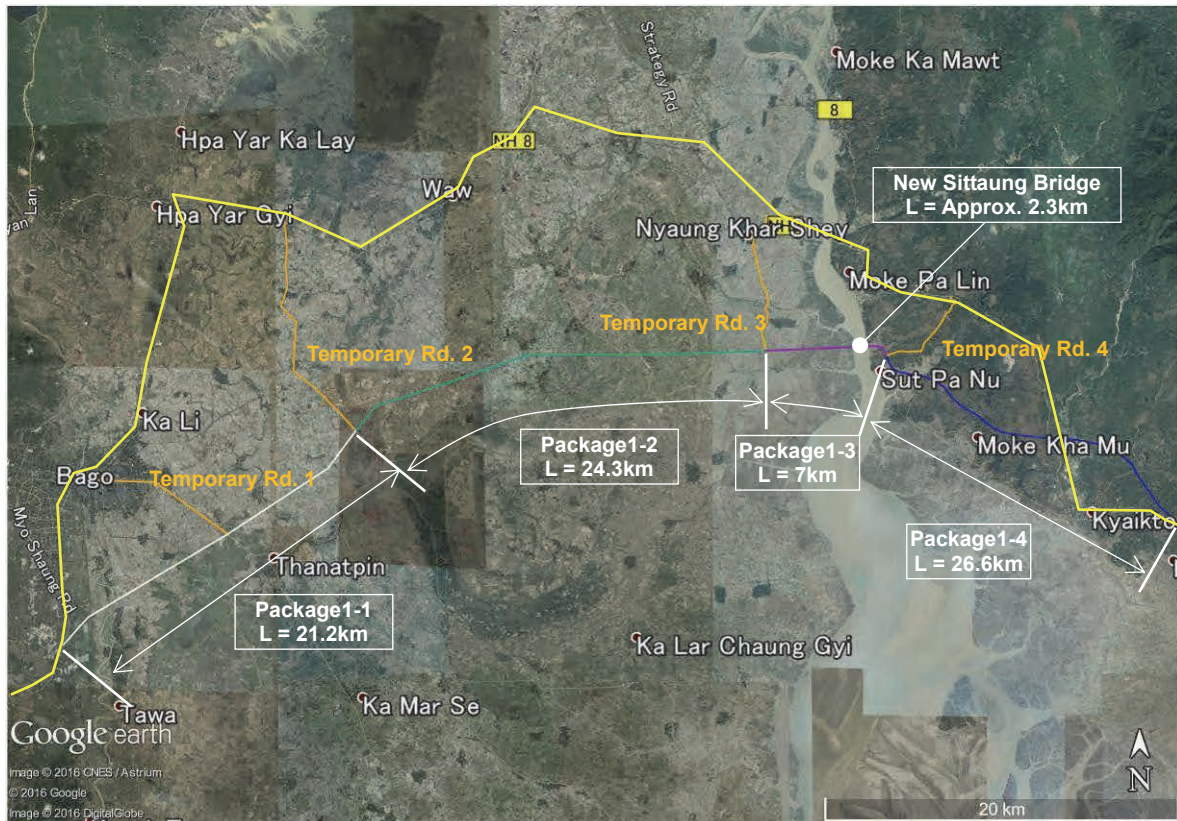 Moke Ka Mawt
Strategy Rd
8
Hpa Yar Ka Lay
NH 8
New Sittaung Bridge
L = Approx. 2.3km
Waw
yan Lan
Hpa Yar Gyi
Nyaung Khar Shey
NH
Moke Pa Lin
Temporary Rd. 3
Temporary Rd. 2
Temporary Rd. 4
Sut Pa Nu
Ka Li
Package1-2
L = 24.3km
Package1-3
L = 7km
Moke Kha Mu
Bago
Temporary Rd. 1
Myo Shaung Rd
Kyaikto
Package1-4
L = 26.6km
Thanatpin
Package1-1
L = 21.2km
Ka Lar Chaung Gyi
Ka Mar Se
Tawa
Google earth
Image © 2016 CNES / Astrium
© 2016 Google
Image © 2016 DigitalGlobe
N
20 km